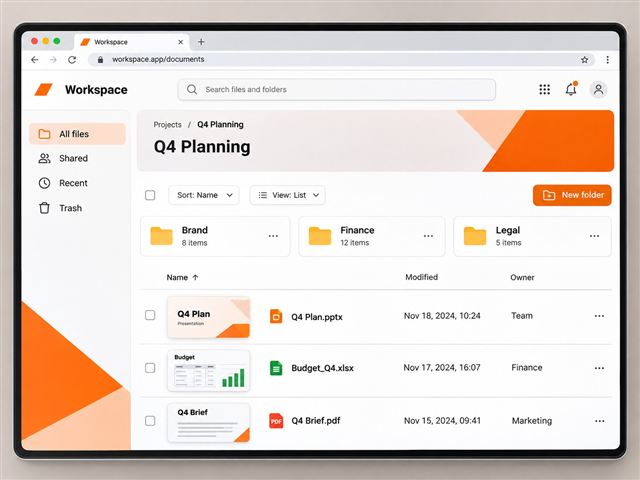 Workspace
workspace.app/documents
Workspace
Search files and folders
All files
Shared
Recent
Trash
Projects / Q4 Planning
Q4 Planning
Sort: Name
View: List
New folder
Brand
8 items
Finance
12 items
Legal
5 items
Name ↑ Modified Owner
Q4 Plan
Presentation
Q4 Plan.pptx Nov 18, 2024, 10:24 Team
Budget
Budget_Q4.xlsx Nov 17, 2024, 16:07 Finance
Q4 Brief
PDF
Q4 Brief.pdf Nov 15, 2024, 09:41 Marketing